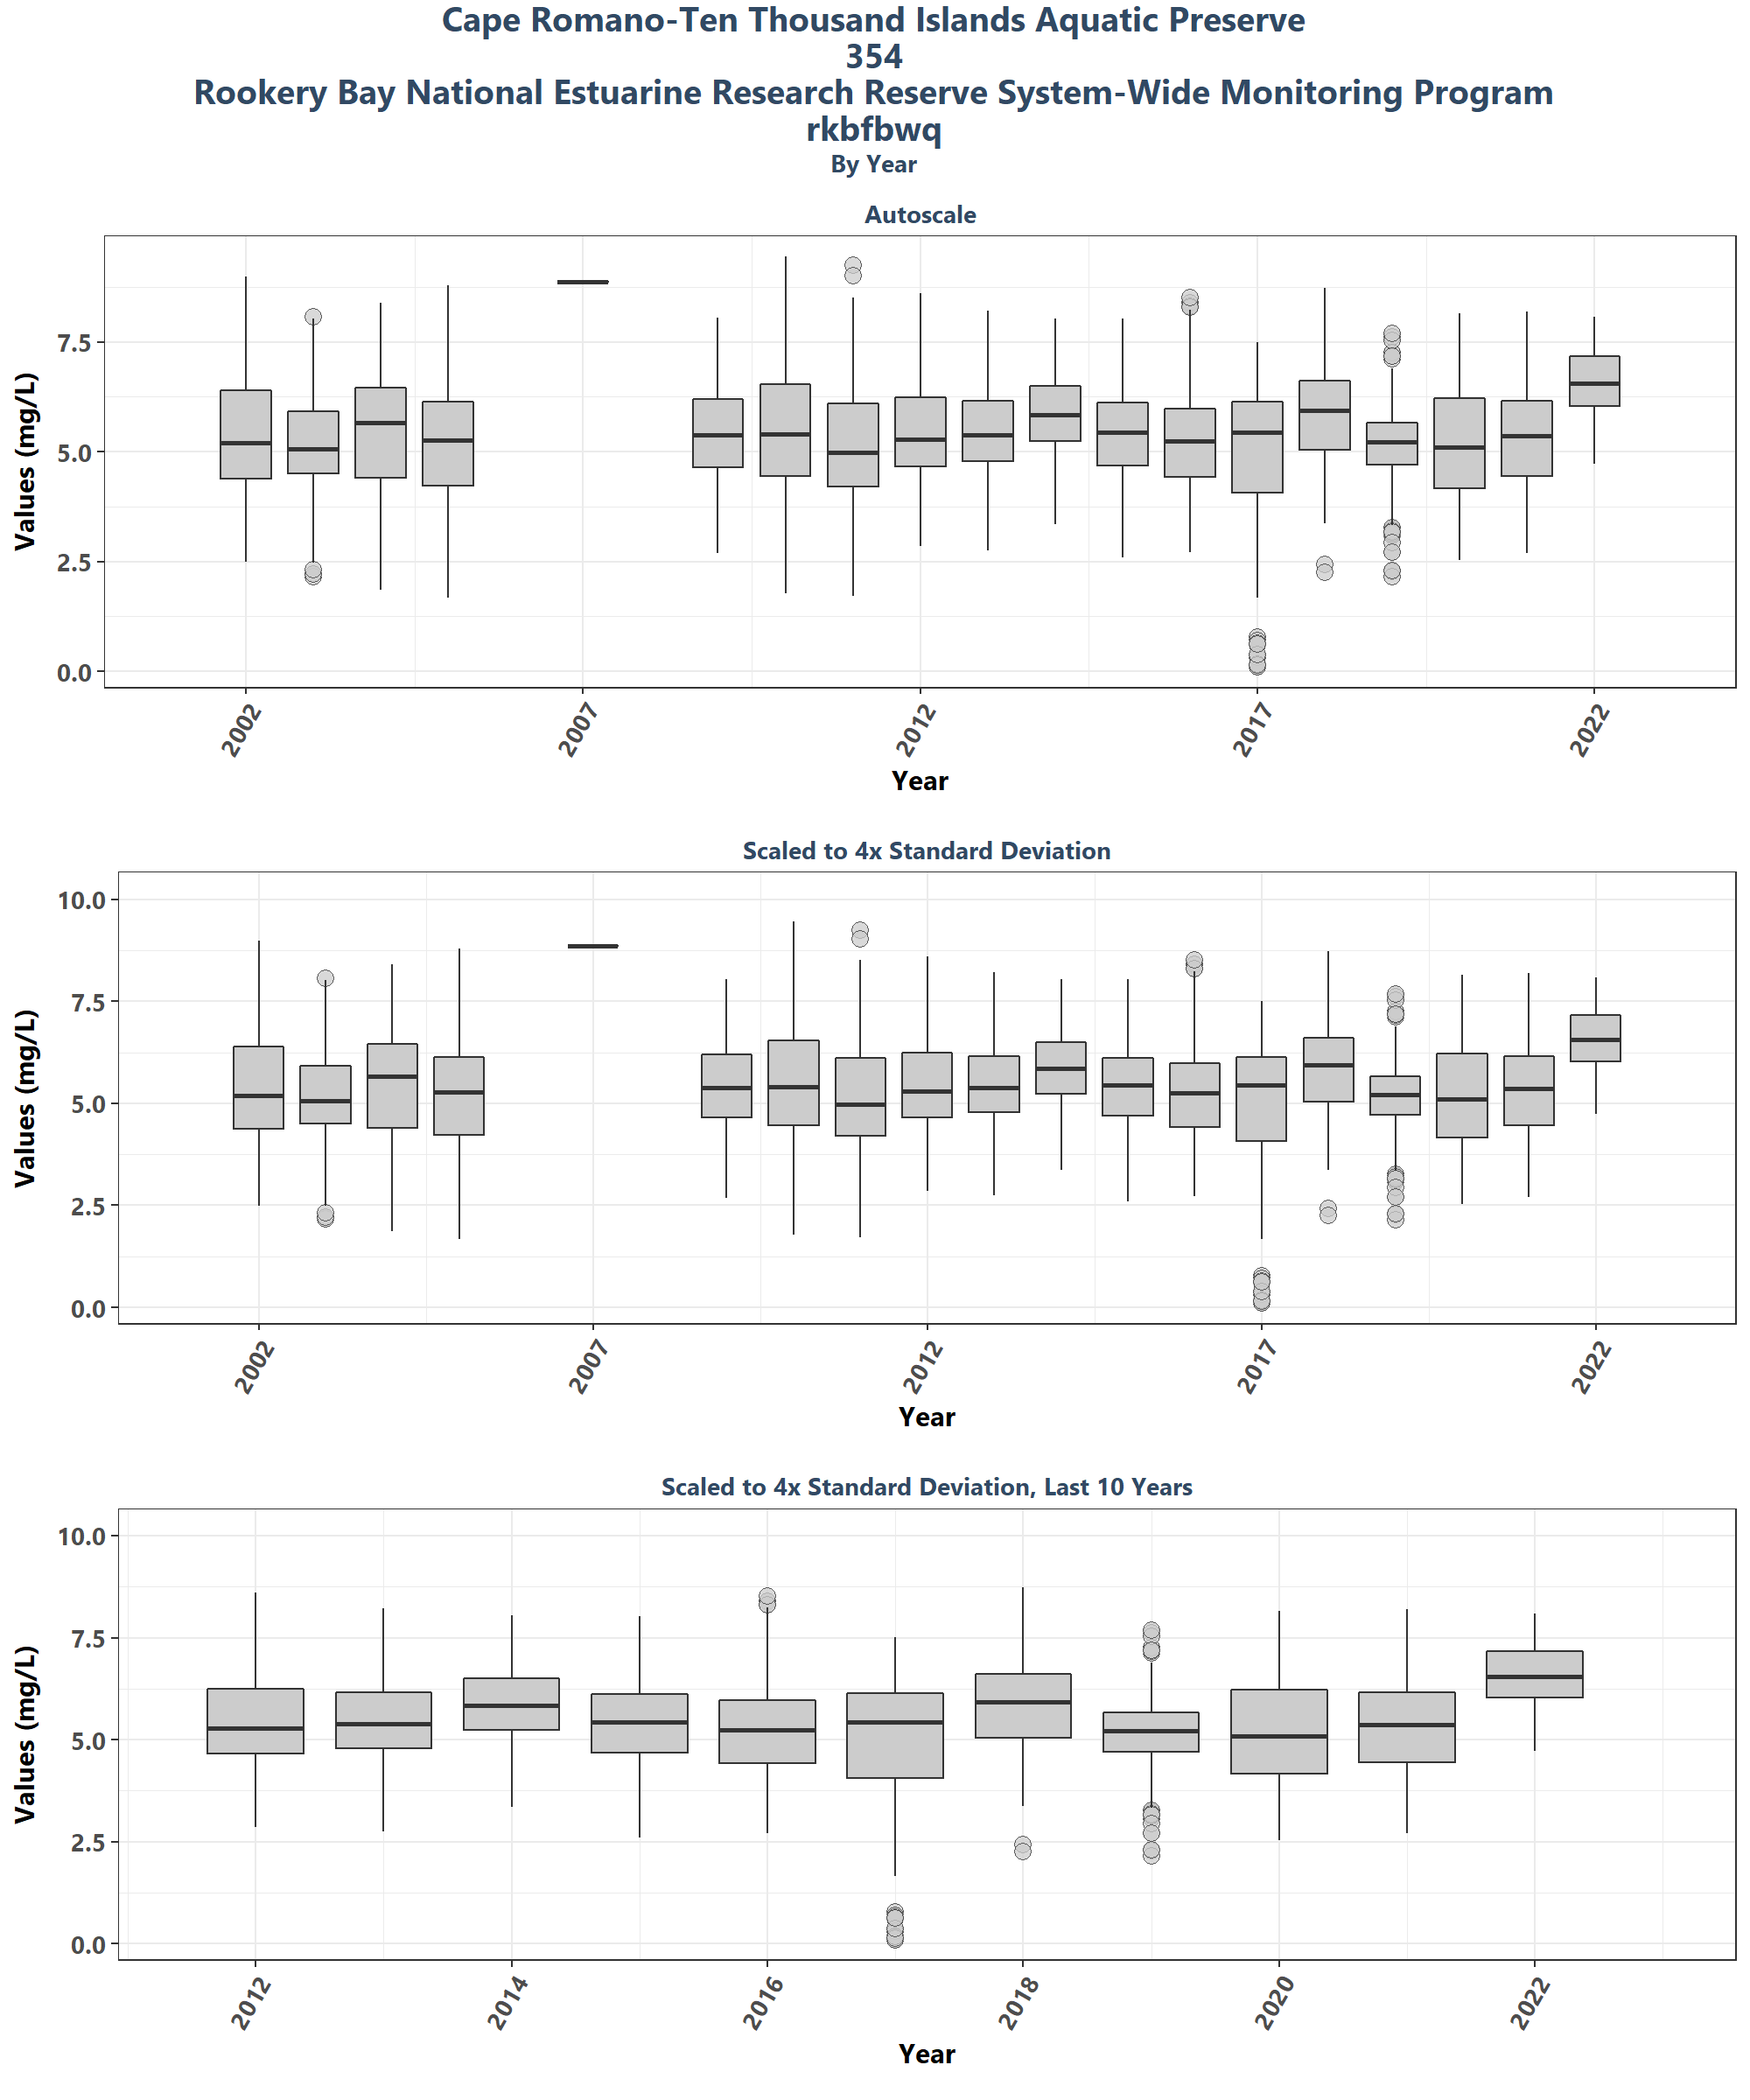 Cape Romano-Ten Thousand Islands Aquatic Preserve
354
Rookery Bay National Estuarine Research Reserve System-Wide Monitoring Program
rkbfbwq
By Year
Autoscale
Values (mg/L)
7.5
5.0
2.5
0.0
2002
2007
2012
2017
2022
Year
Scaled to 4x Standard Deviation
Values (mg/L)
10.0
7.5
5.0
2.5
0.0
2002
2007
2012
2017
2022
Year
Scaled to 4x Standard Deviation, Last 10 Years
Values (mg/L)
10.0
7.5
5.0
2.5
0.0
2012
2014
2016
2018
2020
2022
Year